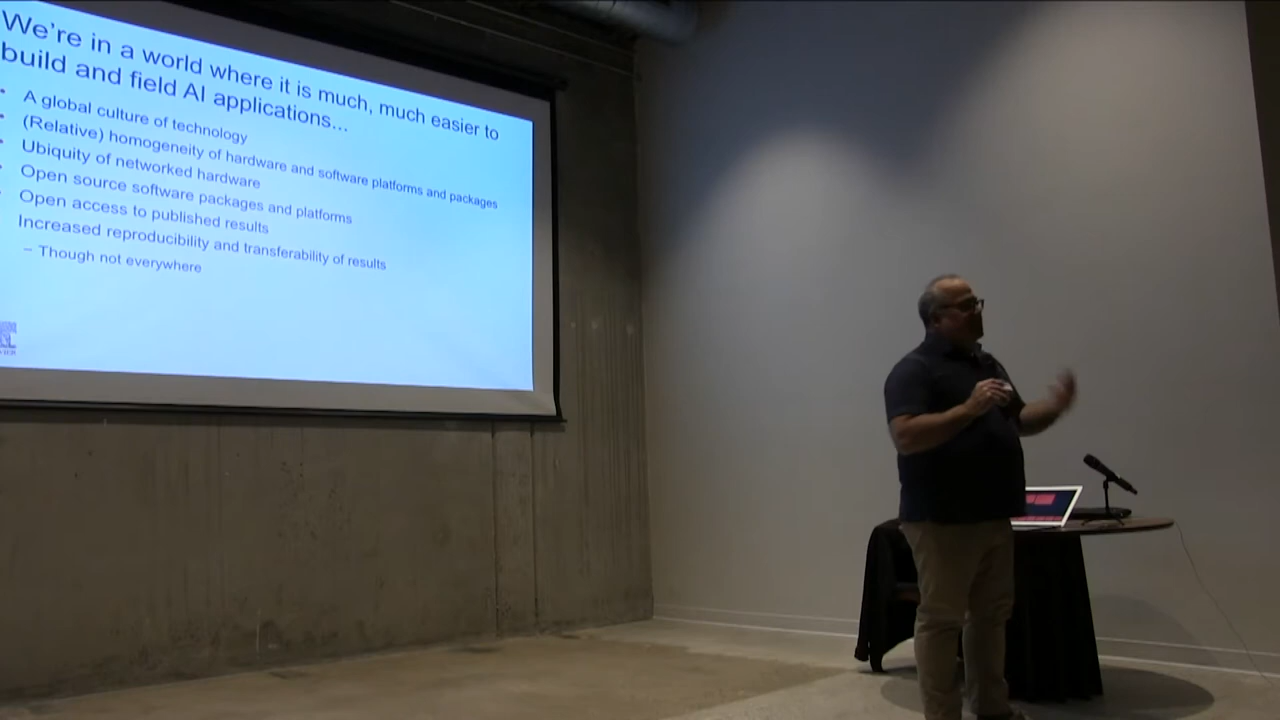 We're in a world where it is much, much easier to
build and field AI applications...
• A global culture of technology
• (Relative) homogeneity of hardware and software platforms and packages
• Ubiquity of networked hardware
• Open source software packages and platforms
• Open access to published results
Increased reproducibility and transferability of results
– Though not everywhere